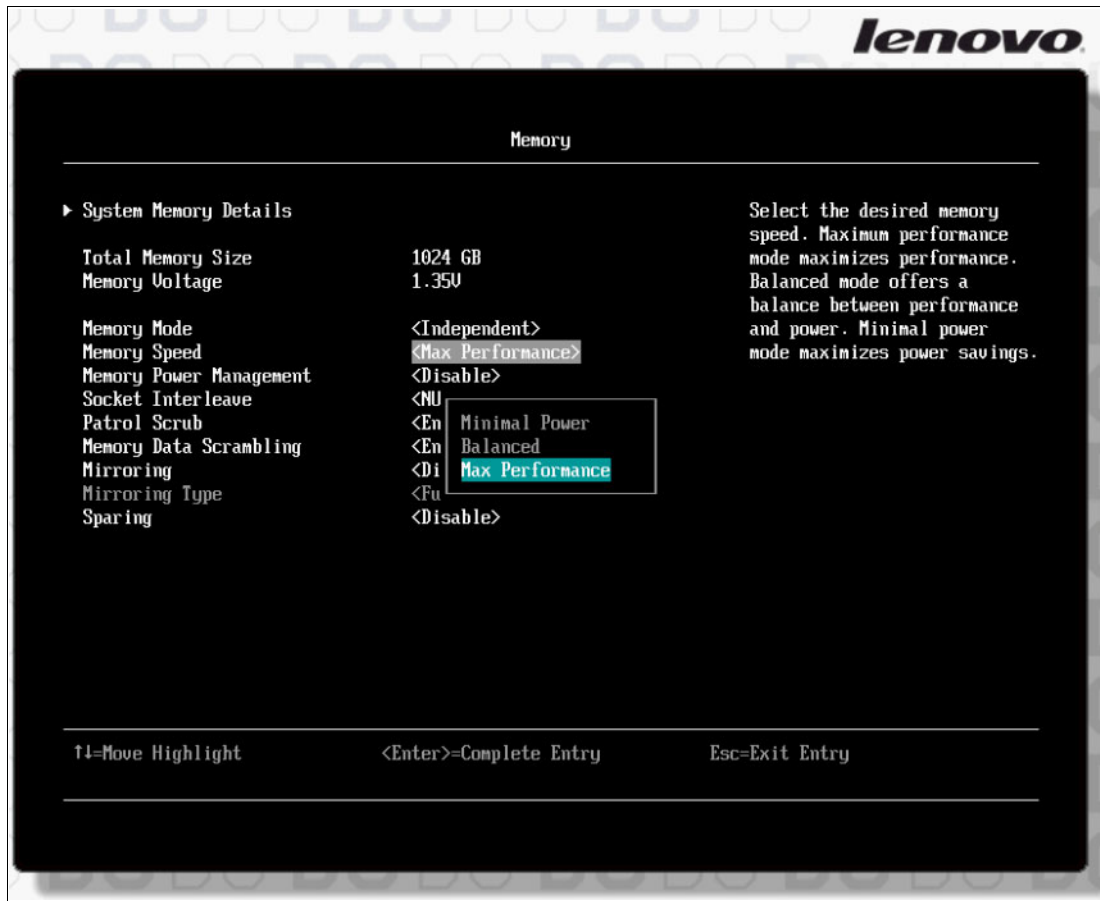 lenovo
Memory
System Memory Details
Total Memory Size 1024 GB
Memory Voltage 1.35V
Memory Mode <Independent>
Memory Speed <Max Performance>
Memory Power Management <Disable>
Socket Interleave <NU
Patrol Scrub <En
Memory Data Scrambling <En
Mirroring <Di
Mirroring Type <Fu
Sparing <Disable>
Minimal Power
Balanced
Max Performance
Select the desired memory
speed. Maximum performance
mode maximizes performance.
Balanced mode offers a
balance between performance
and power. Minimal power
mode maximizes power savings.
↑↓=Move Highlight <Enter>=Complete Entry Esc=Exit Entry